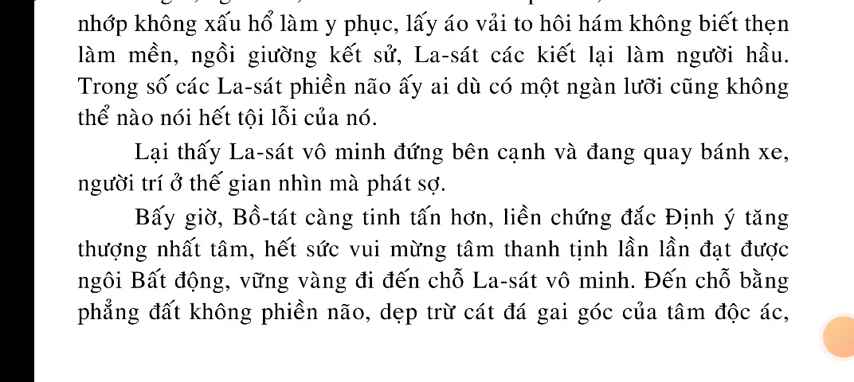 nhớp không xấu hổ làm y phục, lấy áo vải to hôi hám không biết thẹn
làm mền, ngồi giường kết sử, La-sát các kiết lại làm người hầu.
Trong số các La-sát phiền não ấy ai dù có một ngàn lưỡi cũng không
thể nào nói hết tội lỗi của nó.
Lại thấy La-sát vô minh đứng bên cạnh và đang quay bánh xe,
người trí ở thế gian nhìn mà phát sợ.
Bấy giờ, Bồ-tát càng tinh tấn hơn, liền chứng đắc Định ý tăng
thượng nhất tâm, hết sức vui mừng tâm thanh tịnh lần lần đạt được
ngôi Bất động, vững vàng đi đến chỗ La-sát vô minh. Đến chỗ bằng
phẳng đất không phiền não, dẹp trừ cát đá gai góc của tâm độc ác,